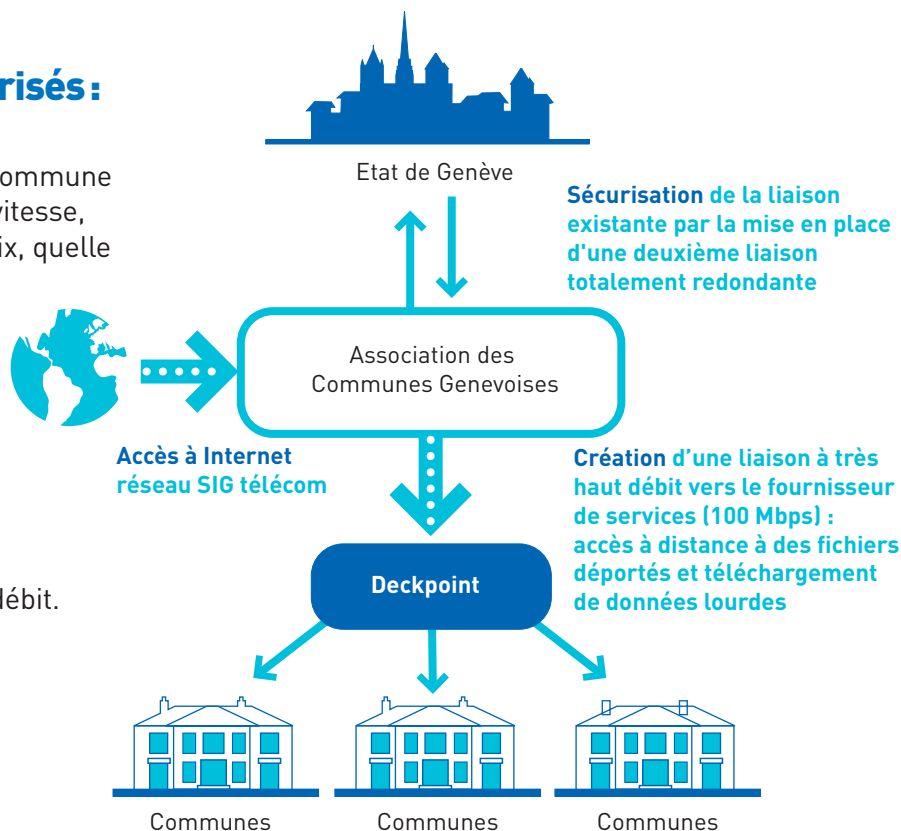 risés :
ommune
vitesse,
ix, quelle
débit.
Etat de Genève
Sécurisation de la liaison
existante par la mise en place
d'une deuxième liaison
totalement redondante
Association des
Communes Genevoises
Accès à Internet
réseau SIG télécom
Création d’une liaison à très
haut débit vers le fournisseur
de services (100 Mbps) :
accès à distance à des fichiers
déportés et téléchargement
de données lourdes
Deckpoint
Communes
Communes
Communes